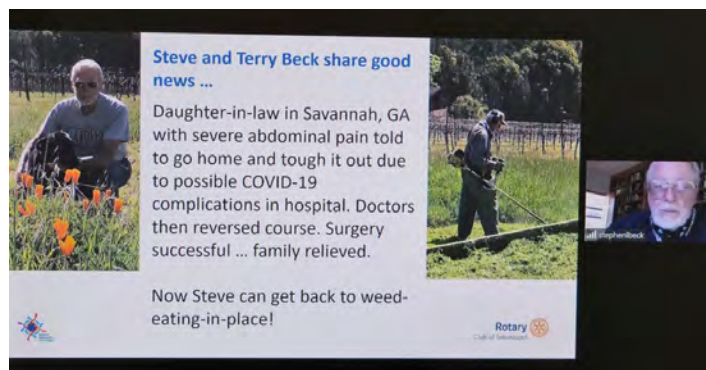 Steve and Terry Beck share good
news ...
Daughter-in-law in Savannah, GA
with severe abdominal pain told
to go home and tough it out due
to possible COVID-19
complications in hospital. Doctors
then reversed course. Surgery
successful ... family relieved.
Now Steve can get back to weed-
eating-in-place!
stephenlbeck
Rotary
Club of